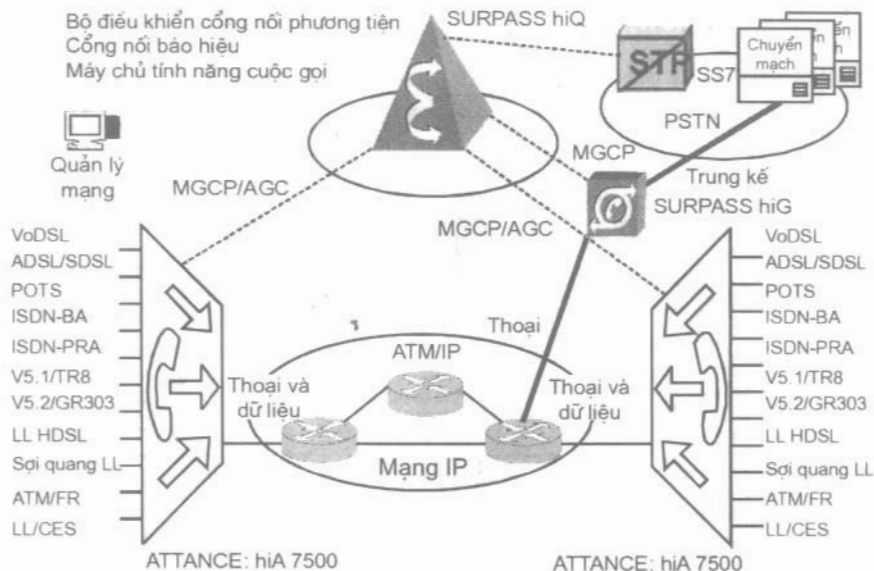 Bộ điều khiển cổng nối phương tiện
Cổng nối báo hiệu
Máy chủ tính năng cuộc gọi
SURPASS hiQ
STP
SS7
Chuyển
mạch
PSTN
Quản lý
mạng
MGCP/AGC
MGCP
Trung kế
SURPASS hiG
MGCP/AGC
VoDSL
ADSL/SDSL
POTS
ISDN-BA
ISDN-PRA
V5.1/TR8
V5.2/GR303
LL HDSL
Sợi quang LL
ATM/FR
LL/CES
Thoại
ATM/IP
Thoại và
dữ liệu
Thoại và
dữ liệu
Mạng IP
VoDSL
ADSL/SDSL
POTS
ISDN-BA
ISDN-PRA
V5.1/TR8
V5.2/GR303
LL HDSL
Sợi quang LL
ATM/FR
LL/CES
ATTANCE: hiA 7500
ATTANCE: hiA 7500